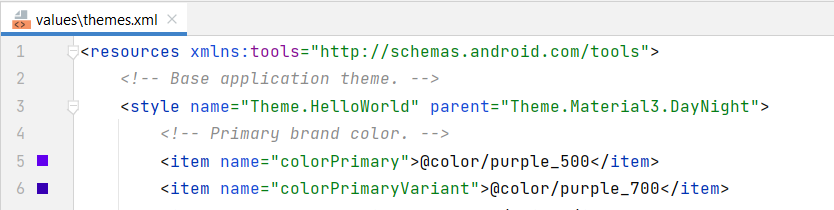 values\themes.xml
1 <resources xmlns:tools="http://schemas.android.com/tools">
2 <!-- Base application theme. -->
3 <style name="Theme.HelloWorld" parent="Theme.Material3.DayNight">
4 <!-- Primary brand color. -->
5 <item name="colorPrimary">@color/purple_500</item>
6 <item name="colorPrimaryVariant">@color/purple_700</item>